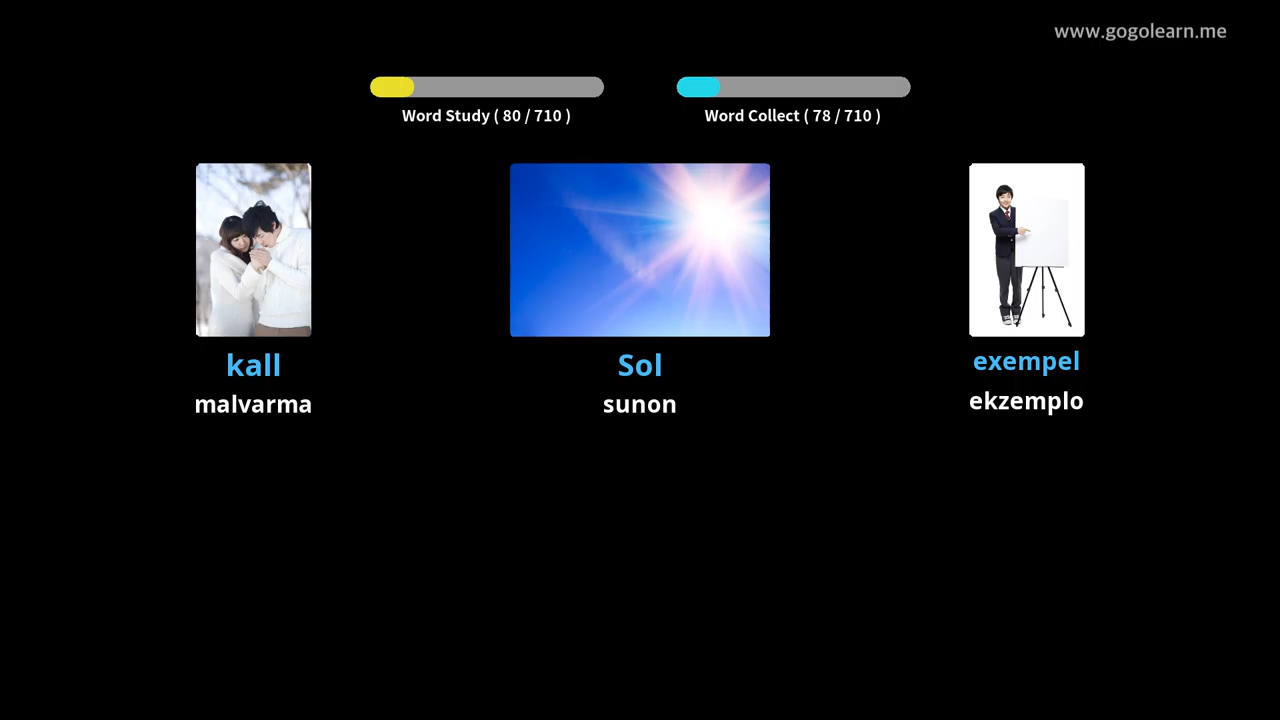 www.gogolearn.me
Word Study ( 80 / 710 )
Word Collect ( 78 / 710 )
kall
malvarma
Sol
sunon
exempel
ekzemplo